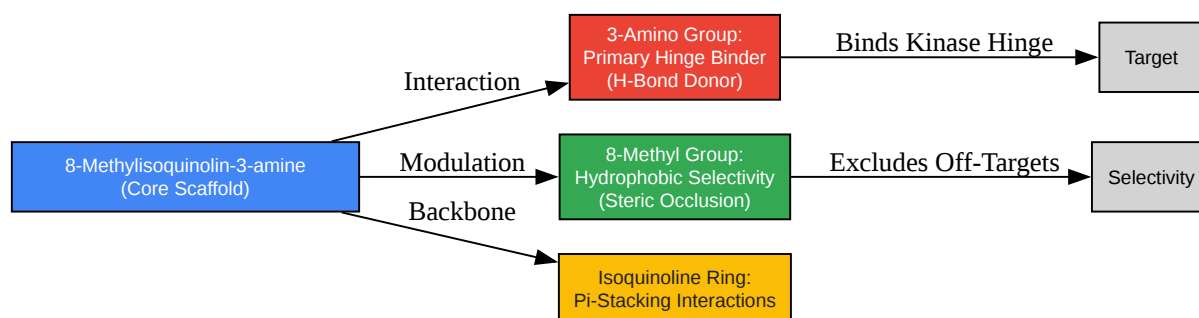 3-Amino Group:
Primary Hinge Binder
(H-Bond Donor)
Binds Kinase Hinge
Target
Interaction
8-Methylisoquinolin-3-amine
(Core Scaffold)
Modulation
8-Methyl Group:
Hydrophobic Selectivity
(Steric Occlusion)
Excludes Off-Targets
Selectivity
Backbone
Isoquinoline Ring:
Pi-Stacking Interactions